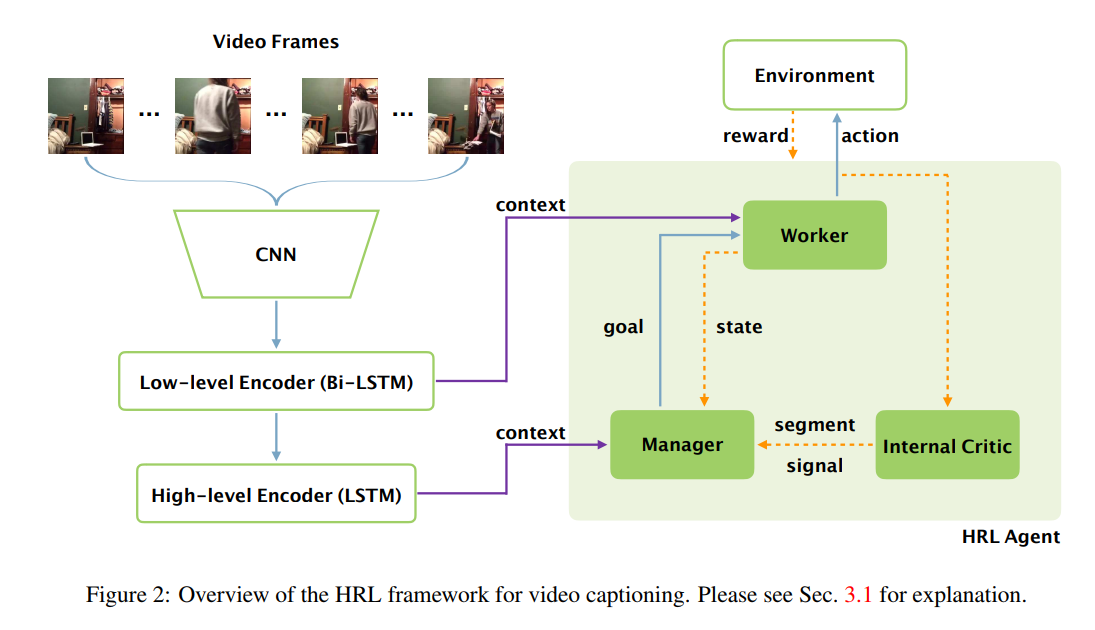 Video Frames
... ... ...
CNN
Low-level Encoder (Bi-LSTM)
High-level Encoder (LSTM)
context
context
Environment
reward
action
Worker
goal
state
Manager
segment
signal
Internal Critic
HRL Agent
Figure 2: Overview of the HRL framework for video captioning. Please see Sec. 3.1 for explanation.